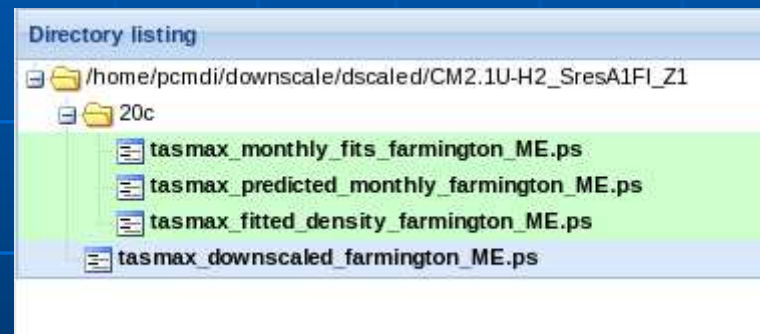 Directory listing
/home/pcmdi/downscale/dscaled/CM2.1U-H2_SresA1FI_Z1
20c
tasmax_monthly_fits_farmington_ME.ps
tasmax_predicted_monthly_farmington_ME.ps
tasmax_fitted_density_farmington_ME.ps
tasmax_downscaled_farmington_ME.ps